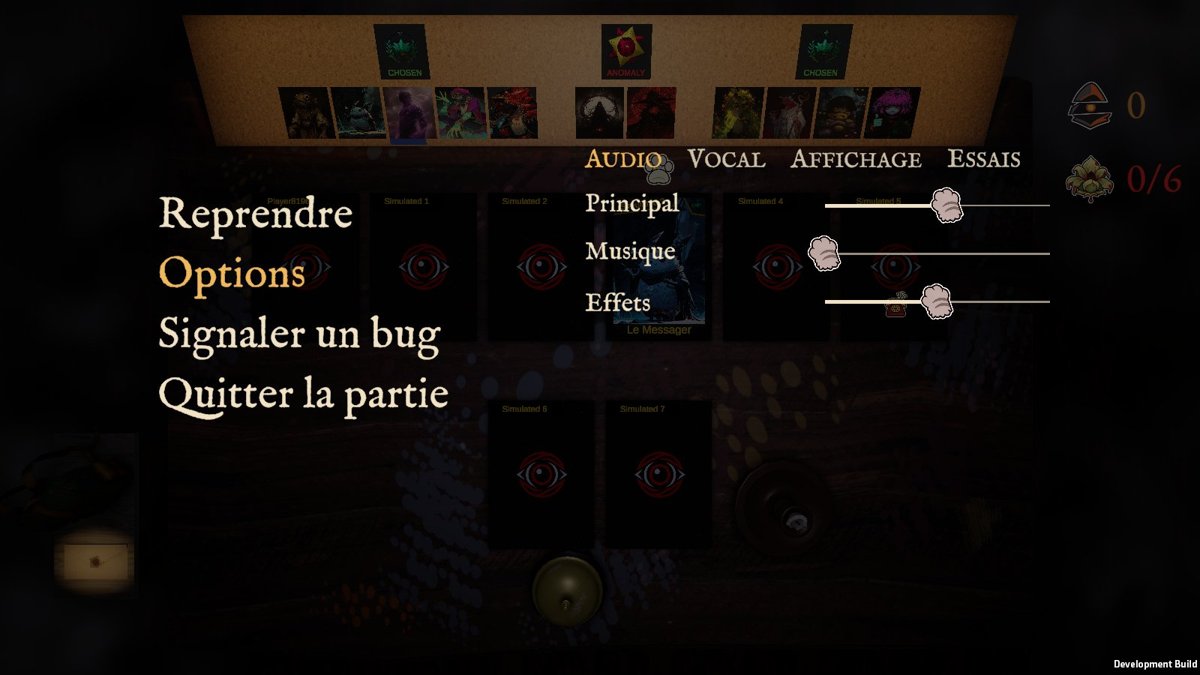 CHOSEN
ANOMALY
CHOSEN
0
0/6
AUDIO VOCAL AFFICHAGE ESSAIS
Reprendre
Options
Signaler un bug
Quitter la partie
Principal
Musique
Effets
Simulated 1
Simulated 2
Simulated 4
Simulated 5
Le Messager
Simulated 6
Simulated 7
Development Build